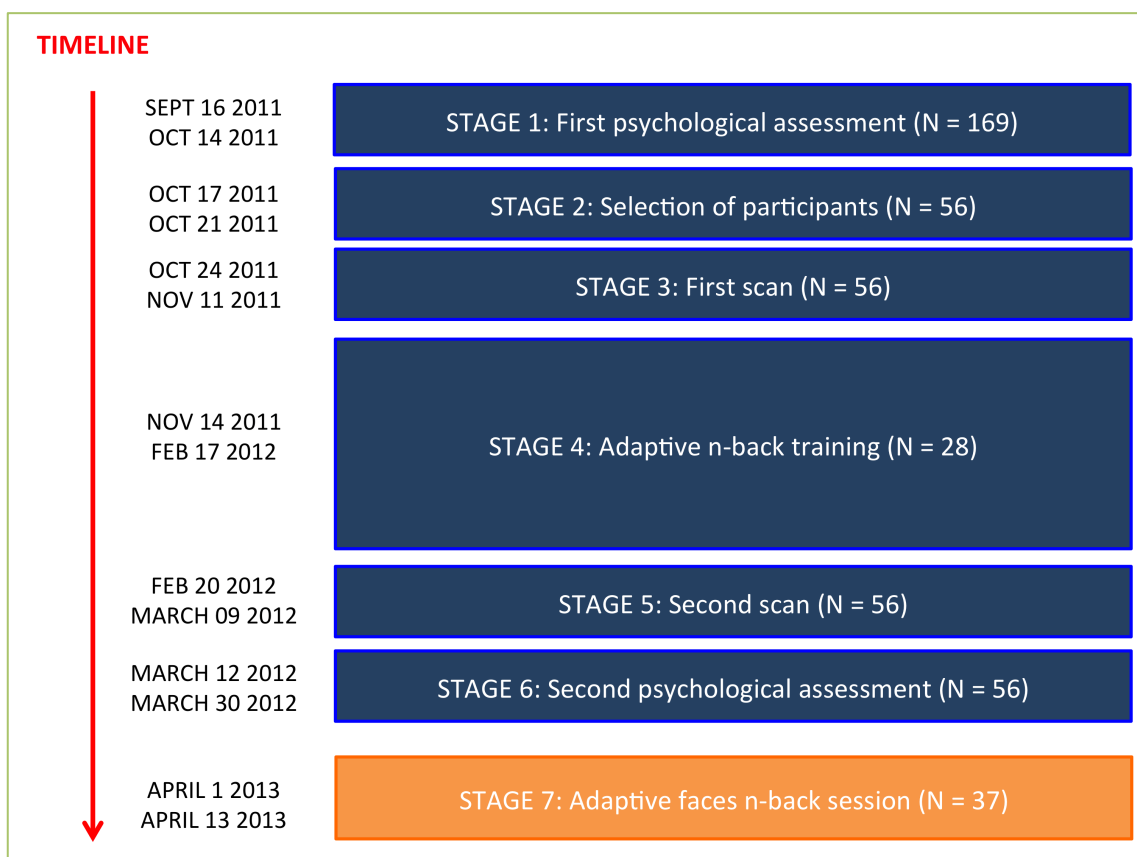 TIMELINE
SEPT 16 2011
OCT 14 2011
STAGE 1: First psychological assessment (N = 169)
OCT 17 2011
OCT 21 2011
STAGE 2: Selection of participants (N = 56)
OCT 24 2011
NOV 11 2011
STAGE 3: First scan (N = 56)
NOV 14 2011
FEB 17 2012
STAGE 4: Adaptive n-back training (N = 28)
FEB 20 2012
MARCH 09 2012
STAGE 5: Second scan (N = 56)
MARCH 12 2012
MARCH 30 2012
STAGE 6: Second psychological assessment (N = 56)
APRIL 1 2013
APRIL 13 2013
STAGE 7: Adaptive faces n-back session (N = 37)